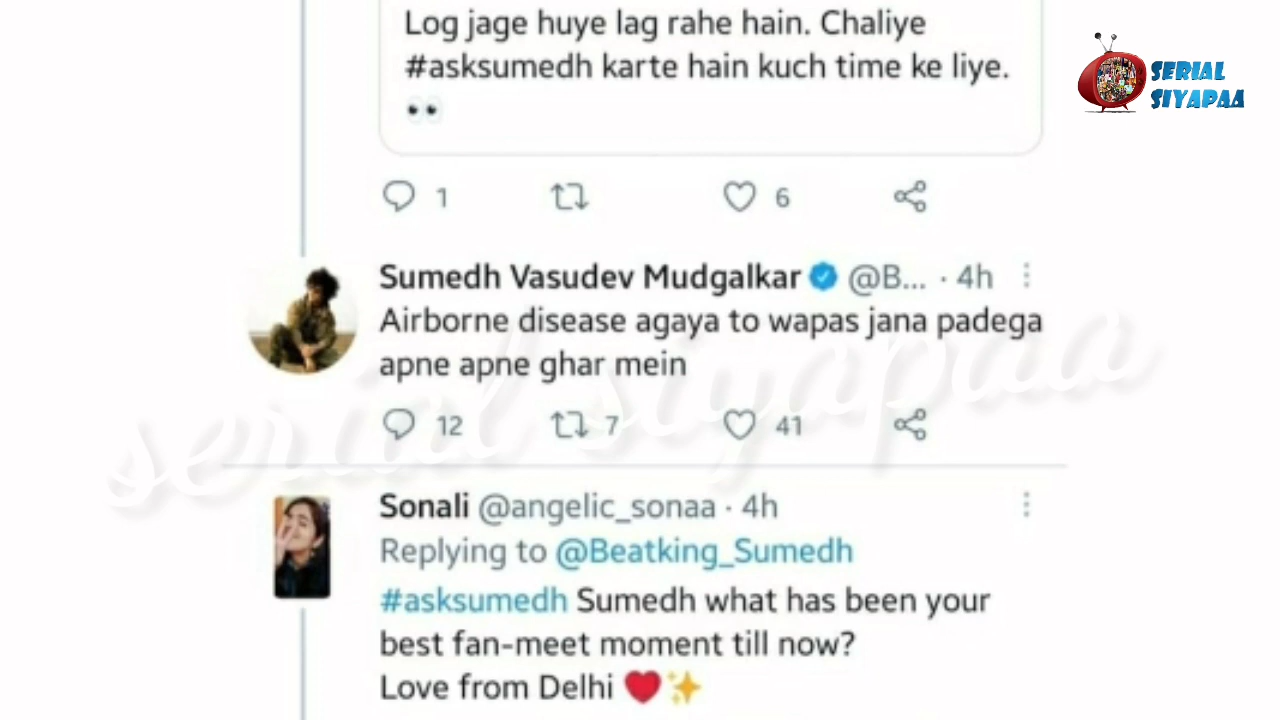 Log jage huye lag rahe hain. Chaliye
#asksumedh karte hain kuch time ke liye.
👀
SERIAL
SIYAPAA
1
6
Sumedh Vasudev Mudgalkar @B... · 4h
Airborne disease agaya to wapas jana padega
apne apne ghar mein
12 7 41
serial siyapaa
Sonali @angelic_sonaa · 4h
Replying to @Beatking_Sumedh
#asksumedh Sumedh what has been your
best fan-meet moment till now?
Love from Delhi ❤️✨